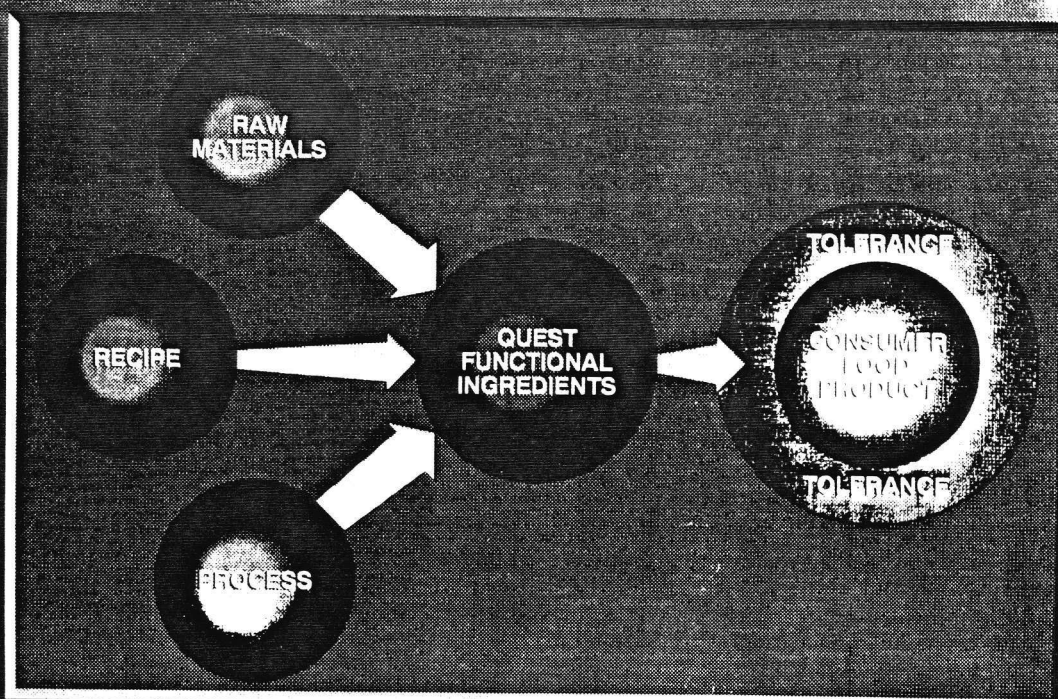 RAW
MATERIALS
RECIPE
PROCESS
QUEST
FUNCTIONAL
INGREDIENTS
TOLERANCE
CONSUMER
FOOD
PRODUCT
TOLERANCE